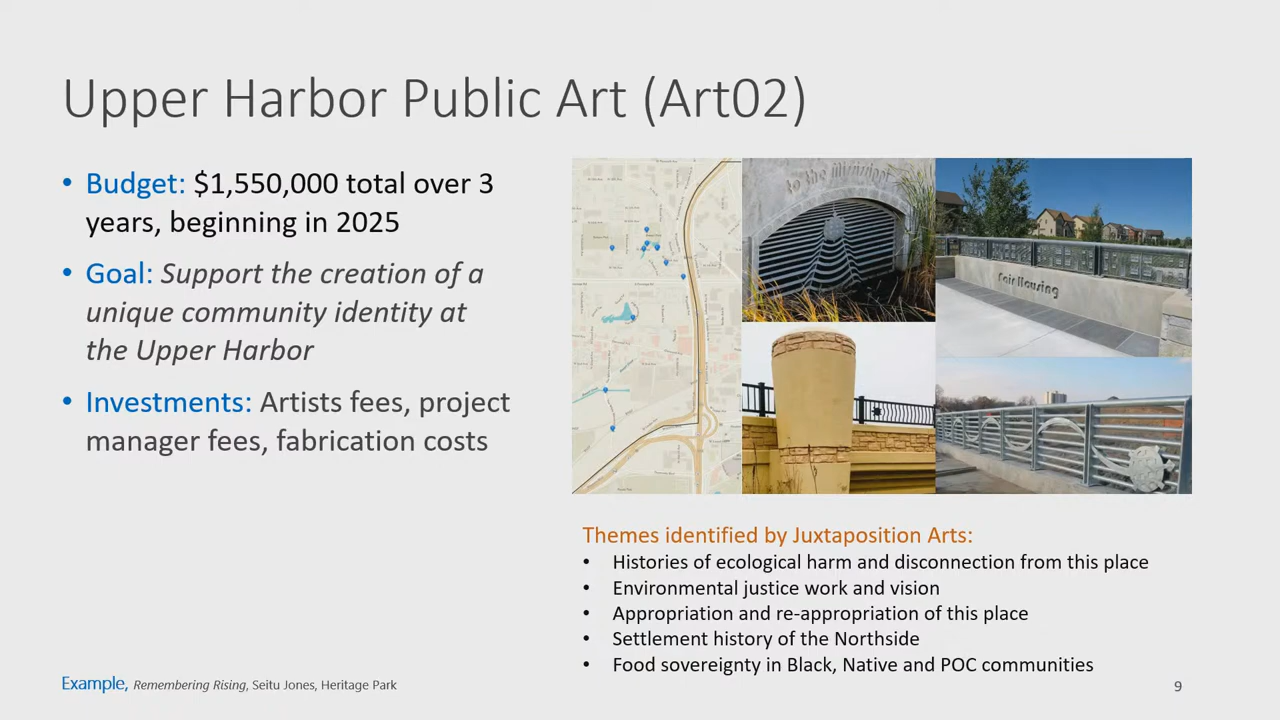 Upper Harbor Public Art (Art02)
• Budget: $1,550,000 total over 3
years, beginning in 2025
• Goal: Support the creation of a
unique community identity at
the Upper Harbor
• Investments: Artists fees, project
manager fees, fabrication costs
to the Mississippi
Fair Housing
Themes identified by Juxtaposition Arts:
• Histories of ecological harm and disconnection from this place
• Environmental justice work and vision
• Appropriation and re-appropriation of this place
• Settlement history of the Northside
• Food sovereignty in Black, Native and POC communities
Example, Remembering Rising, Seitu Jones, Heritage Park
9